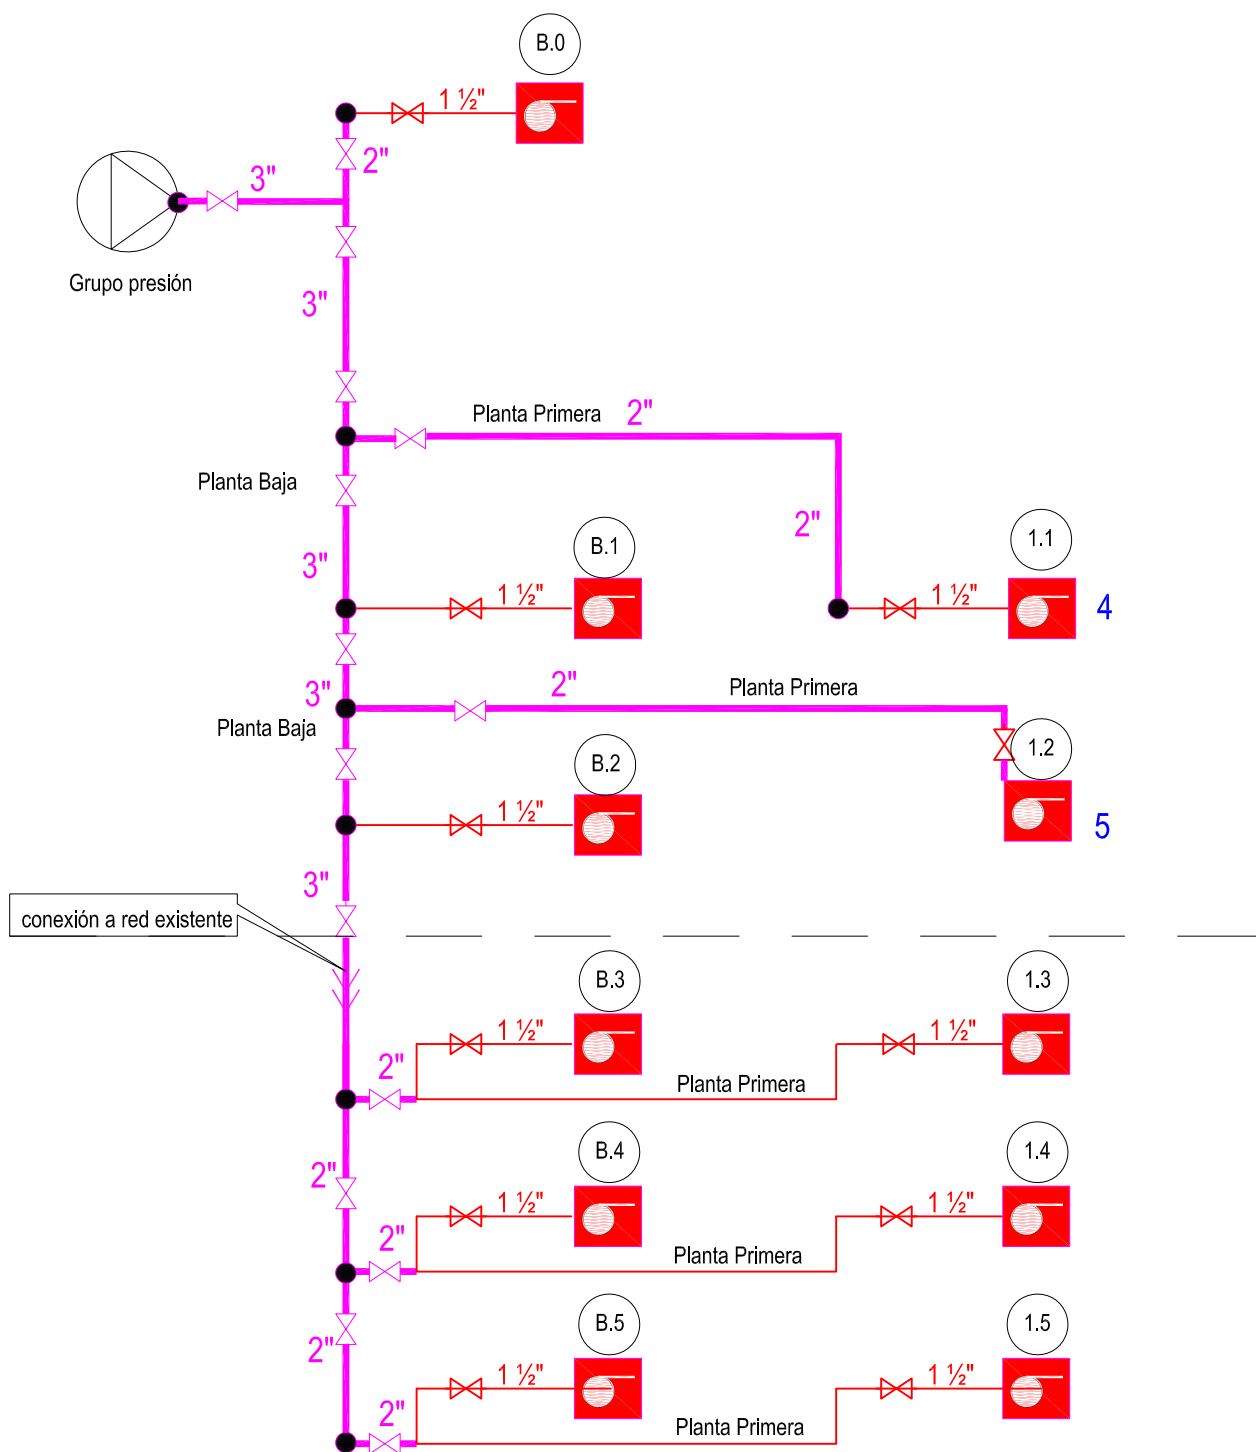 B.0
1 ½"
2"
3"
Grupo presión
3"
Planta Primera
2"
Planta Baja
2"
B.1
1.1
3"
1 ½"
1 ½"
4
3"
2"
Planta Primera
Planta Baja
B.2
1.2
1 ½"
5
3"
conexión a red existente
B.3
1.3
1 ½"
1 ½"
2"
Planta Primera
B.4
1.4
2"
1 ½"
1 ½"
2"
Planta Primera
B.5
1.5
2"
1 ½"
1 ½"
2"
Planta Primera